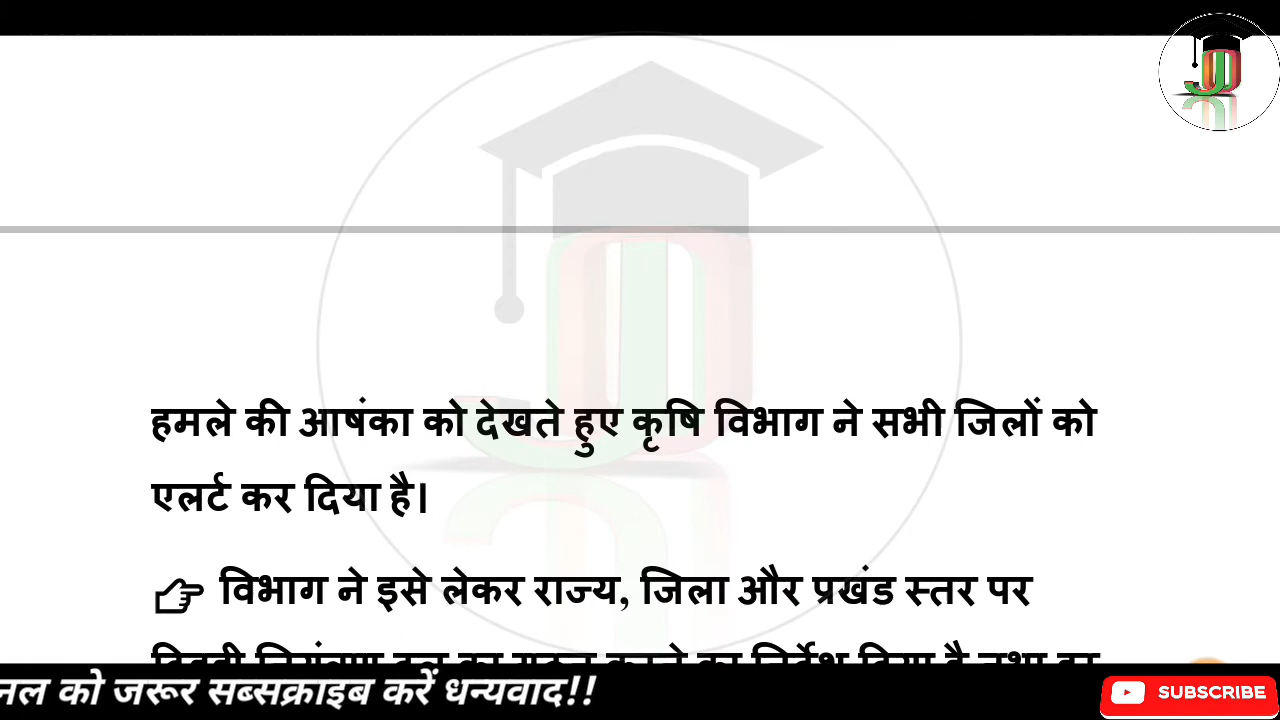 हमले की आषंका को देखते हुए कृषि विभाग ने सभी जिलों को
एलर्ट कर दिया है।
विभाग ने इसे लेकर राज्य, जिला और प्रखंड स्तर पर
को जरूर सब्सक्राइब करें धन्यवाद!!
SUBSCRIBE